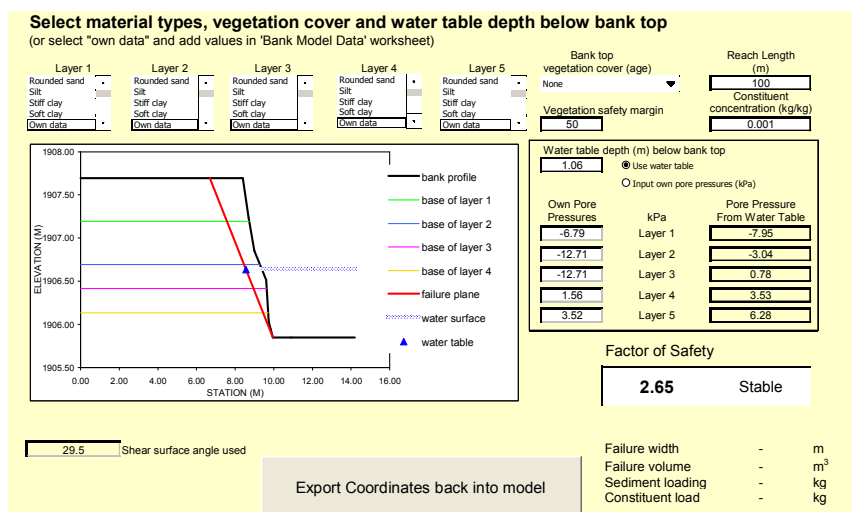 Select material types, vegetation cover and water table depth below bank top
(or select "own data" and add values in 'Bank Model Data' worksheet)
Layer 1
Rounded sand
Silt
Stiff clay
Soft clay
Own data
Layer 2
Rounded sand
Silt
Stiff clay
Soft clay
Own data
Layer 3
Rounded sand
Silt
Stiff clay
Soft clay
Own data
Layer 4
Rounded sand
Silt
Stiff clay
Soft clay
Own data
Layer 5
Rounded sand
Silt
Stiff clay
Soft clay
Own data
Bank top
vegetation cover (age)
None
Vegetation safety margin
50
Reach Length
(m)
100
Constituent
concentration (kg/kg)
0.001
ELEVATION (M)
1908.00
1907.50
1907.00
1906.50
1906.00
1905.50
0.00 2.00 4.00 6.00 8.00 10.00 12.00 14.00 16.00
STATION (M)
bank profile
base of layer 1
base of layer 2
base of layer 3
base of layer 4
failure plane
water surface
water table
Water table depth (m) below bank top
1.06 Use water table
Input own pore pressures (kPa)
Own Pore Pore Pressure
Pressures kPa From Water Table
-6.79 Layer 1 -7.95
-12.71 Layer 2 -3.04
-12.71 Layer 3 0.78
1.56 Layer 4 3.53
3.52 Layer 5 6.28
Factor of Safety
2.65 Stable
29.5 Shear surface angle used
Export Coordinates back into model
Failure width - m
Failure volume - m³
Sediment loading - kg
Constituent load - kg